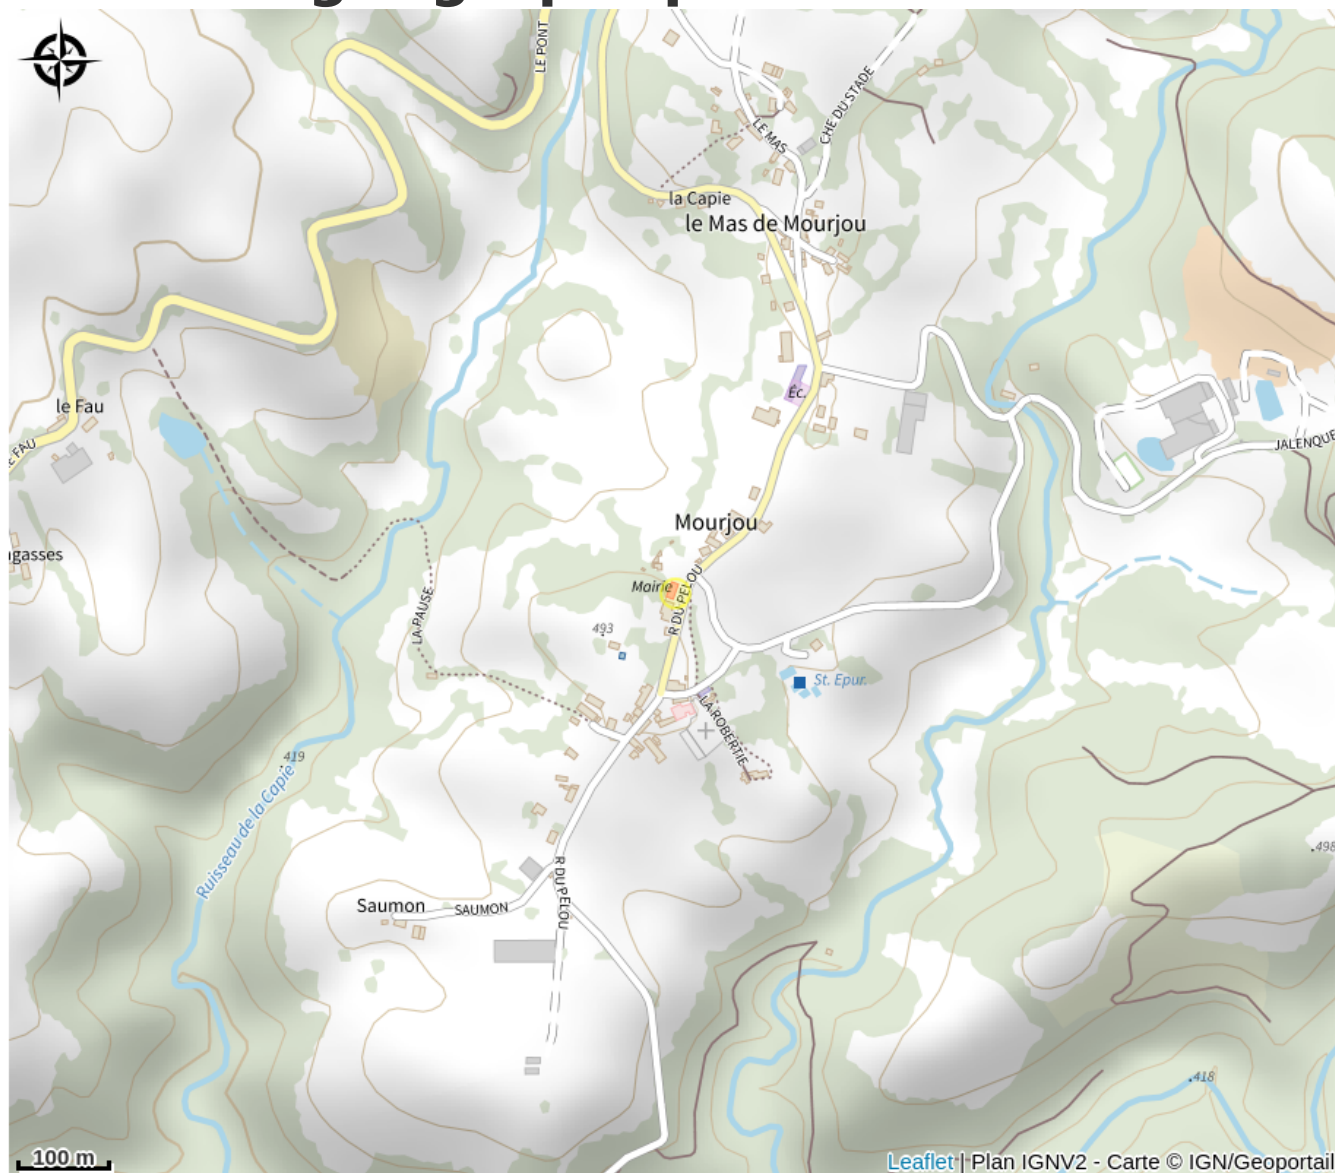 LE PONT
CHE DU STADE
LE MAS
la Capie
le Mas de Mourjou
Éc.
le Fau
E FAU
JALENQUE
Mourjou
gasses
Mairie
R DU PELOU
LA PAUSE
493
St. Epur.
LA ROBERTIE
419
Ruisseau de la Capie
498
R DU PELOU
Saumon
SAUMON
418
100 m
Leaflet | Plan IGNV2 - Carte © IGN/Geoportail